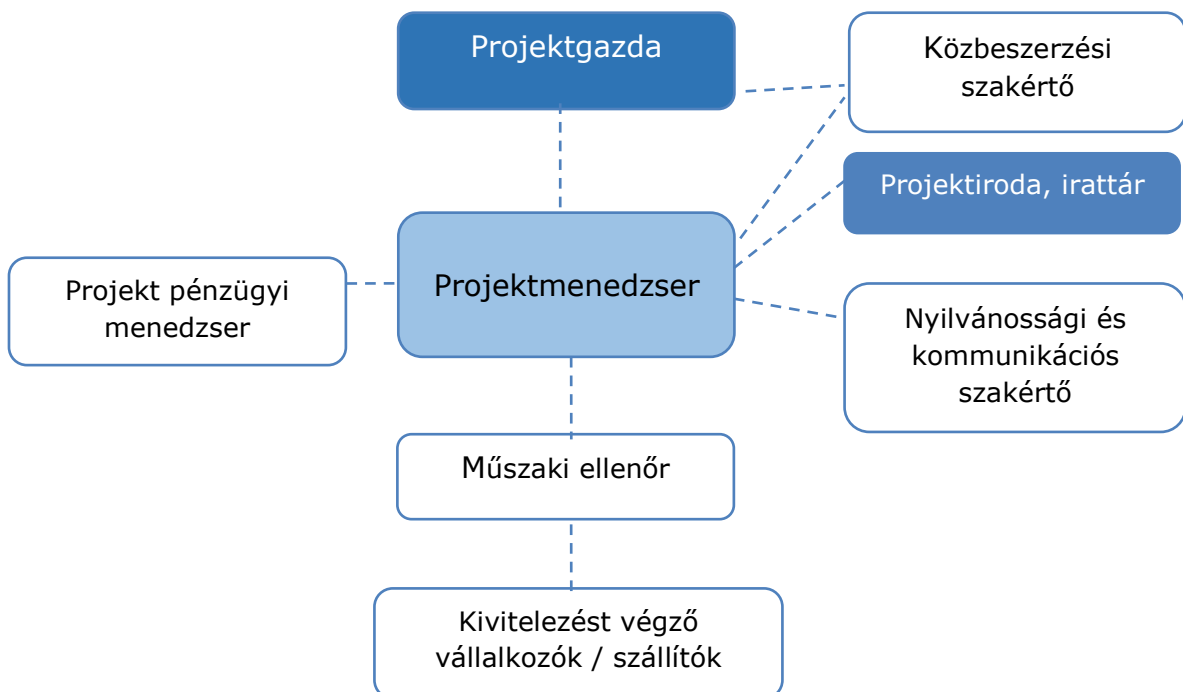 Projektgazda
Közbeszerzési
szakértő
Projektiroda, irattár
Projektmenedzser
Projekt pénzügyi
menedzser
Nyilvánossági és
kommunikációs
szakértő
Műszaki ellenőr
Kivitelezést végző
vállalkozók / szállítók